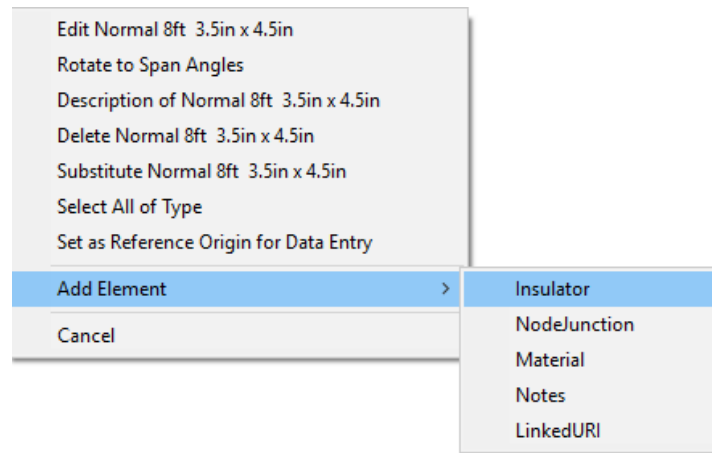 Edit Normal 8ft  3.5in x 4.5in
Rotate to Span Angles
Description of Normal 8ft  3.5in x 4.5in
Delete Normal 8ft  3.5in x 4.5in
Substitute Normal 8ft  3.5in x 4.5in
Select All of Type
Set as Reference Origin for Data Entry
Add Element >
Cancel
Insulator
NodeJunction
Material
Notes
LinkedURI